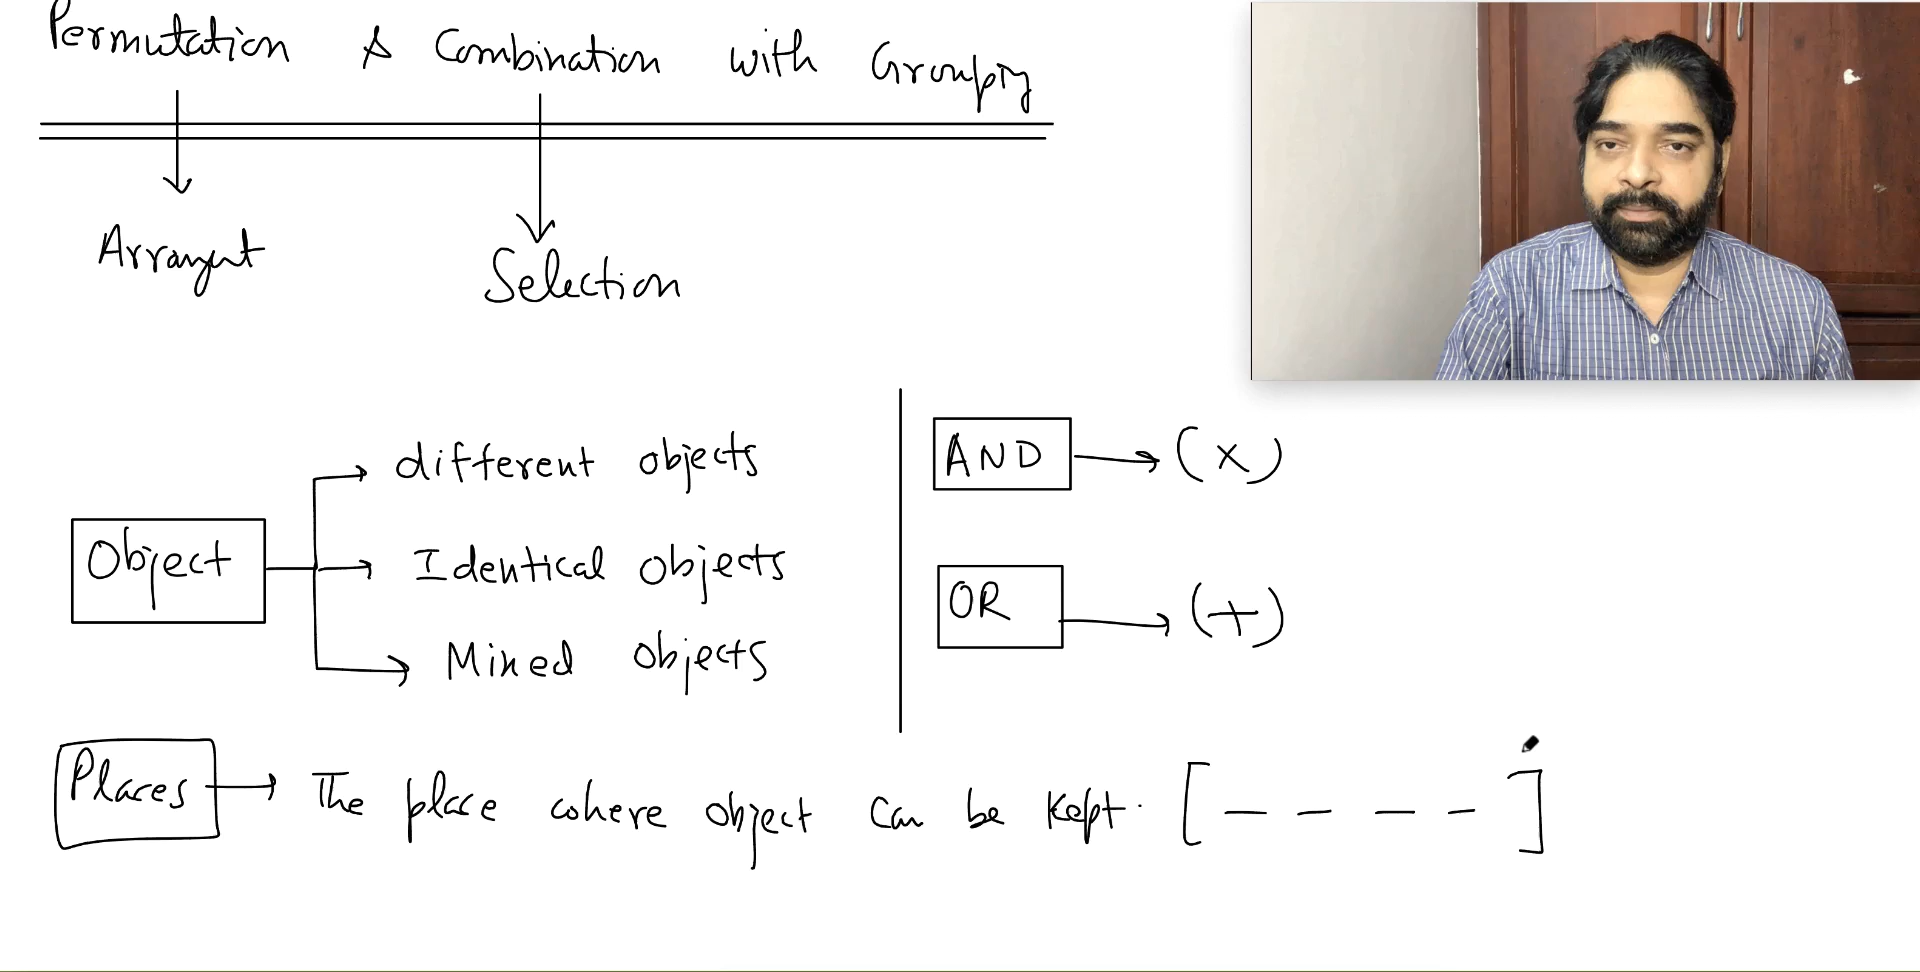 Permutation & Combination with Grouping
Arrangent
Selection
Object
different objects
Identical objects
Mixed objects
AND → (×)
OR → (+)
Places → The place where object can be kept. [ _ _ _ _ ]